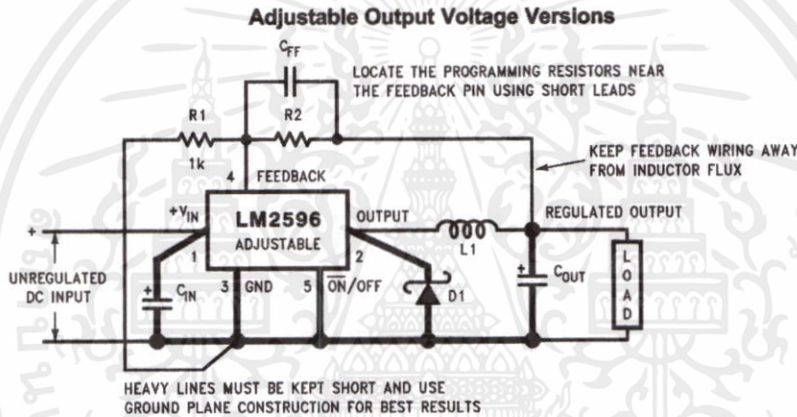 Adjustable Output Voltage Versions
CFF
LOCATE THE PROGRAMMING RESISTORS NEAR
THE FEEDBACK PIN USING SHORT LEADS
R1
R2
1k
4
FEEDBACK
KEEP FEEDBACK WIRING AWAY
FROM INDUCTOR FLUX
+VIN
LM2596
ADJUSTABLE
OUTPUT
REGULATED OUTPUT
+
1
2
L1
UNREGULATED
DC INPUT
+
CIN
3
GND
5
ON/OFF
D1
+
COUT
LOAD
HEAVY LINES MUST BE KEPT SHORT AND USE
GROUND PLANE CONSTRUCTION FOR BEST RESULTS